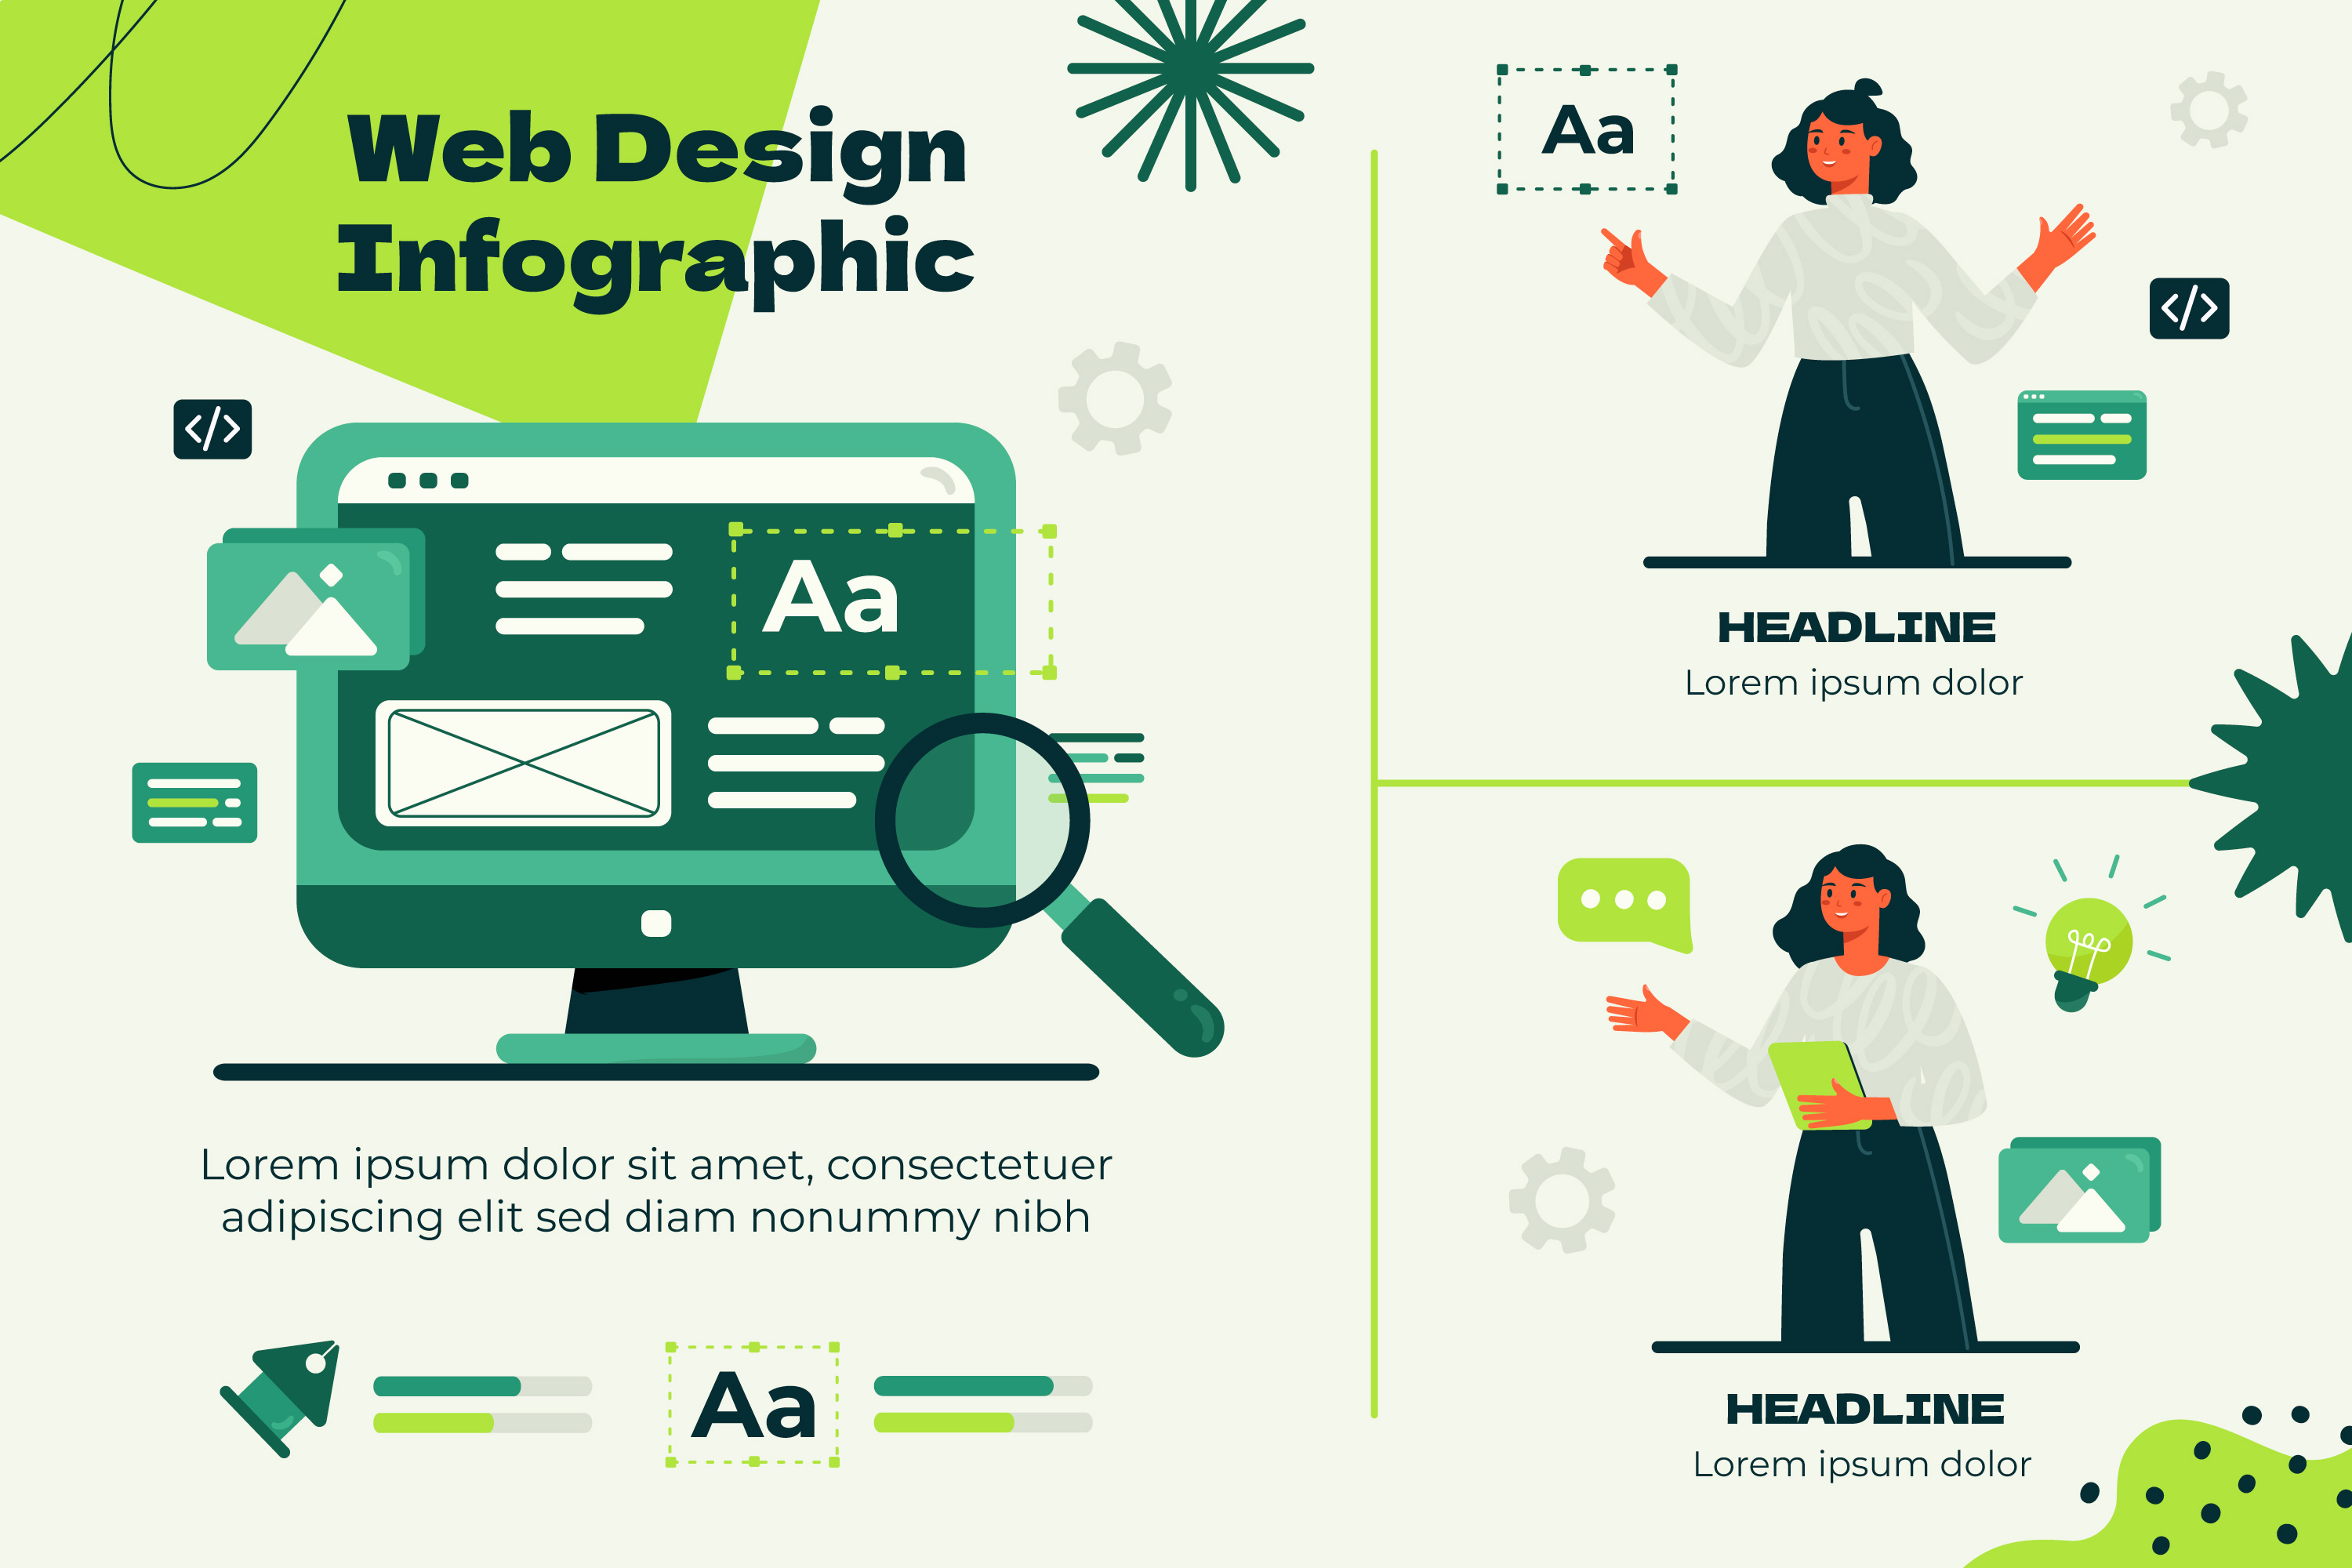 Web Design
Infographic
</>
Aa
Lorem ipsum dolor sit amet, consectetuer
adipiscing elit sed diam nonummy nibh
Aa
Aa
</>
HEADLINE
Lorem ipsum dolor
HEADLINE
Lorem ipsum dolor